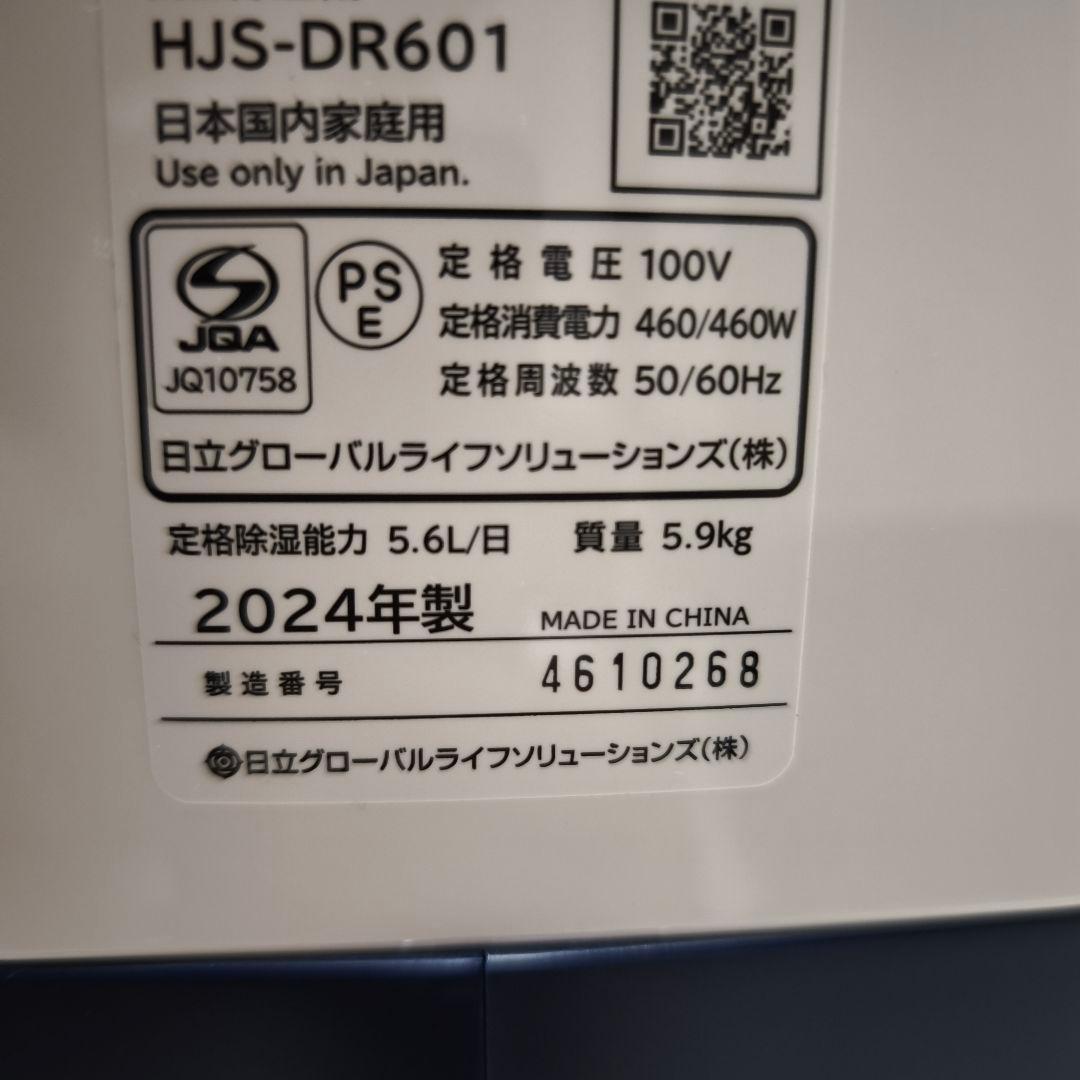 HJS-DR601
日本国内家庭用
Use only in Japan.
JQA
JQ10758
PS
E
定格電圧 100V
定格消費電力 460/460W
定格周波数 50/60Hz
日立グローバルライフソリューションズ(株)
定格除湿能力 5.6L/日 質量 5.9kg
2024年製 MADE IN CHINA
製造番号 4610268
日立グローバルライフソリューションズ(株)